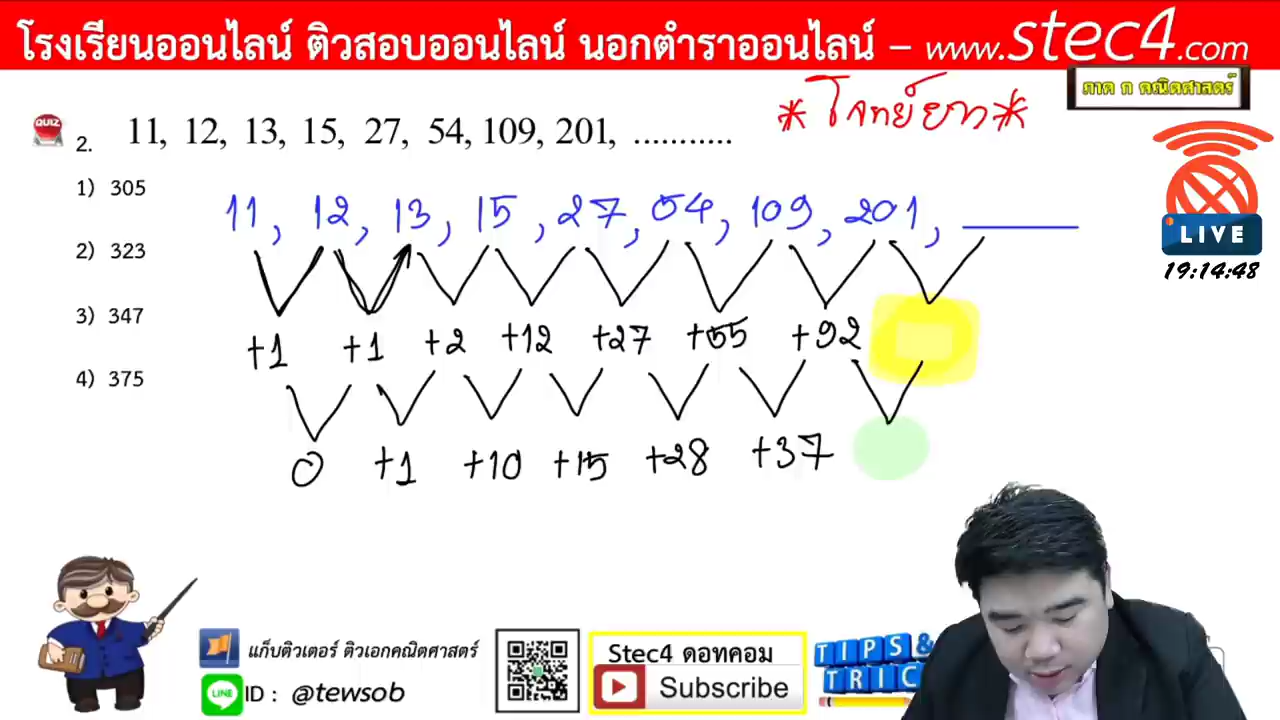 โรงเรียนออนไลน์ ติวสอบออนไลน์ นอกตำราออนไลน์ – www.stec4.com
ภาค ก คณิตศาสตร์
*โจทย์ยาก*
QUIZ
2. 11, 12, 13, 15, 27, 54, 109, 201, ...........
1) 305
11, 12, 13, 15, 27, 54, 109, 201,
LIVE
2) 323
19:14:48
3) 347
+1 +1 +2 +12 +27 +55 +92
4) 375
0 +1 +10 +15 +28 +37
แก็บติวเตอร์ ติวเอกคณิตศาสตร์
LINE ID : @tewsob
Stec4 ดอทคอม
Subscribe
TIPS &
TRIC